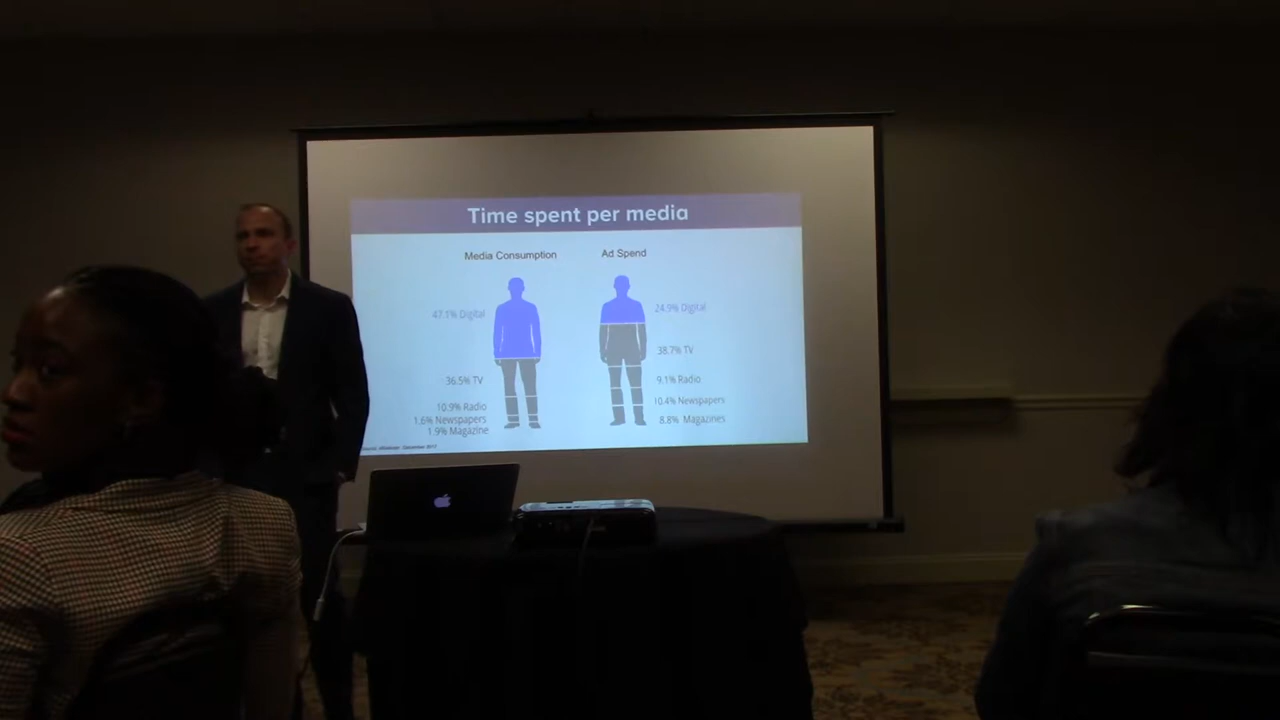 Time spent per media
Media Consumption
Ad Spend
47.1% Digital
36.5% TV
10.9% Radio
1.6% Newspapers
1.9% Magazine
24.9% Digital
38.7% TV
9.1% Radio
10.4% Newspapers
8.8% Magazines
December 2017